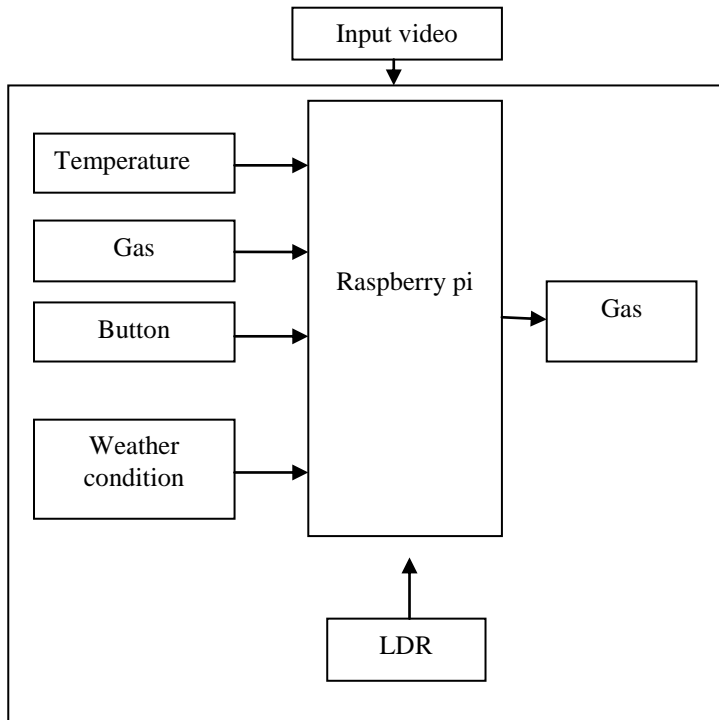 Input video
Temperature
Gas
Button
Weather
condition
Raspberry pi
Gas
LDR